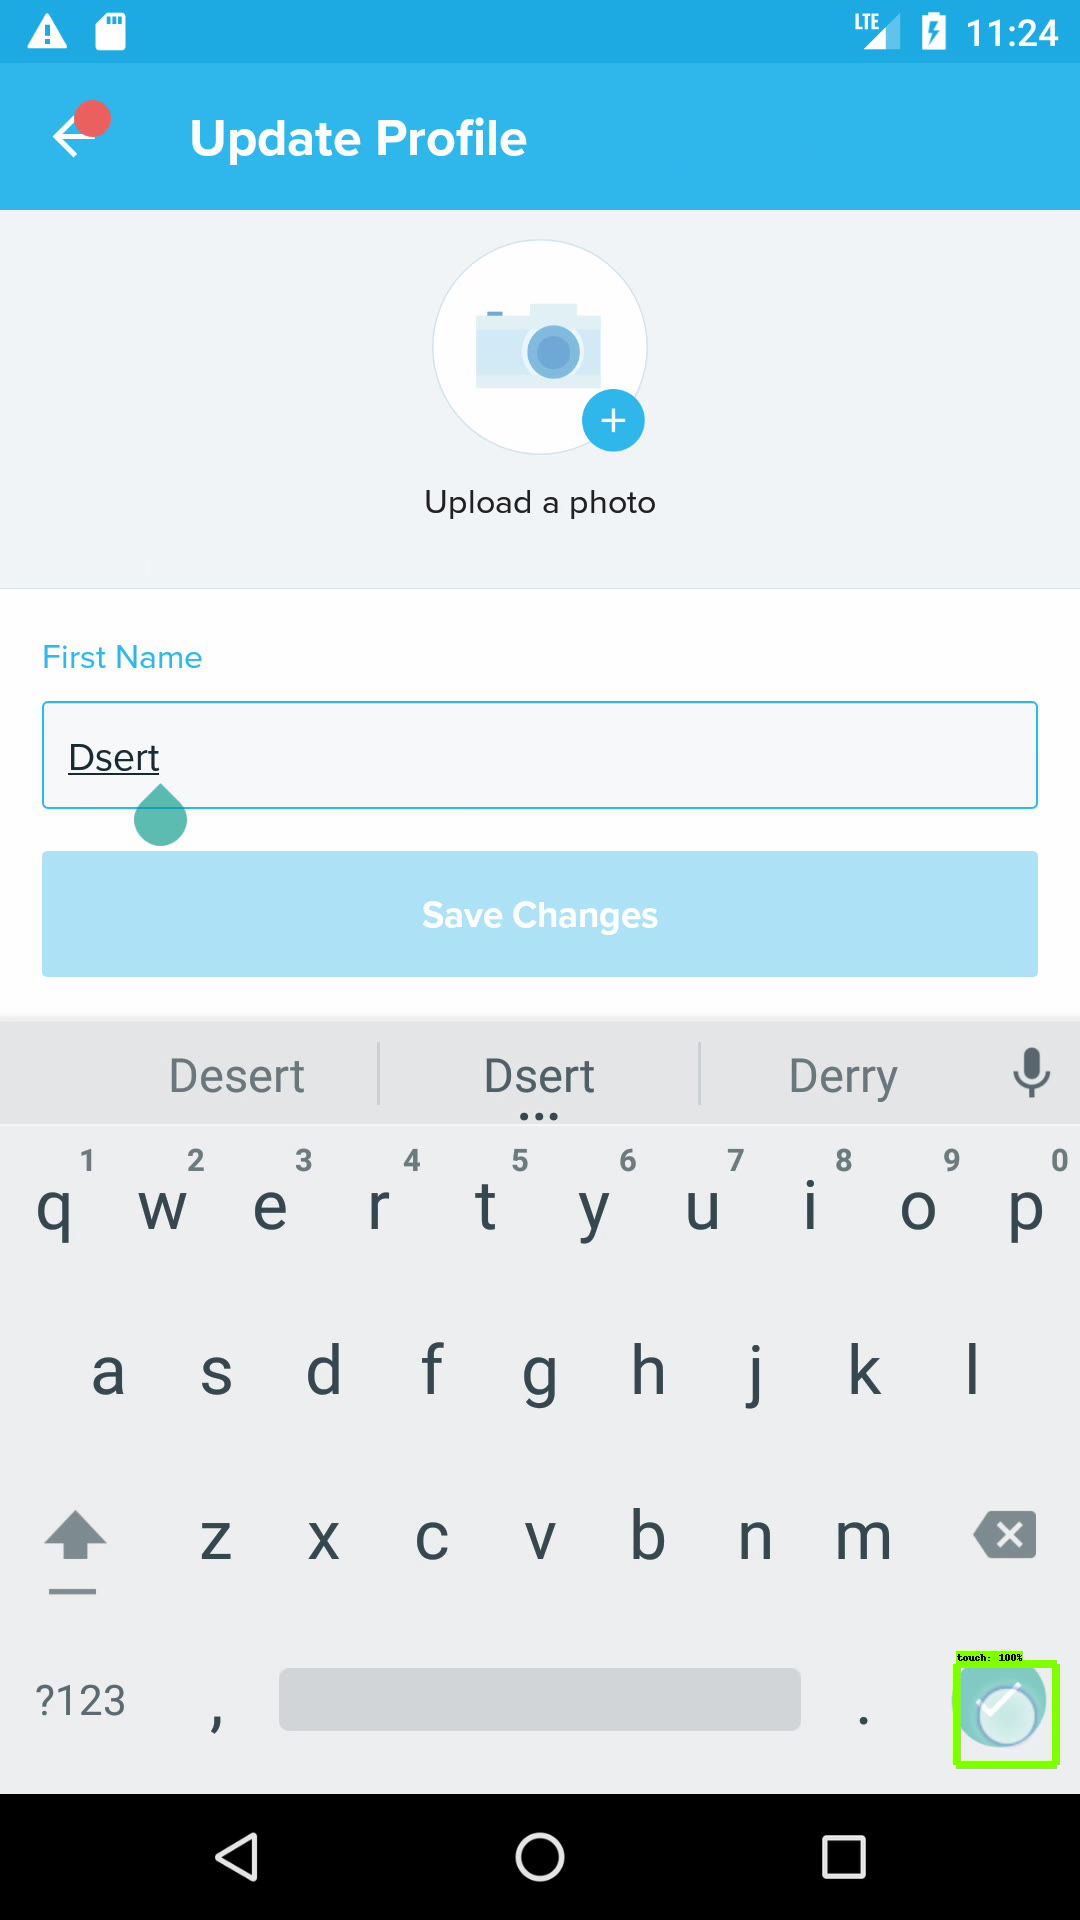 LTE 11:24
Update Profile
Upload a photo
First Name
Dsert
Save Changes
Desert Dsert Derry
1 2 3 4 5 6 7 8 9 0
q w e r t y u i o p
a s d f g h j k l
z x c v b n m
touch: 100%
?123 , .